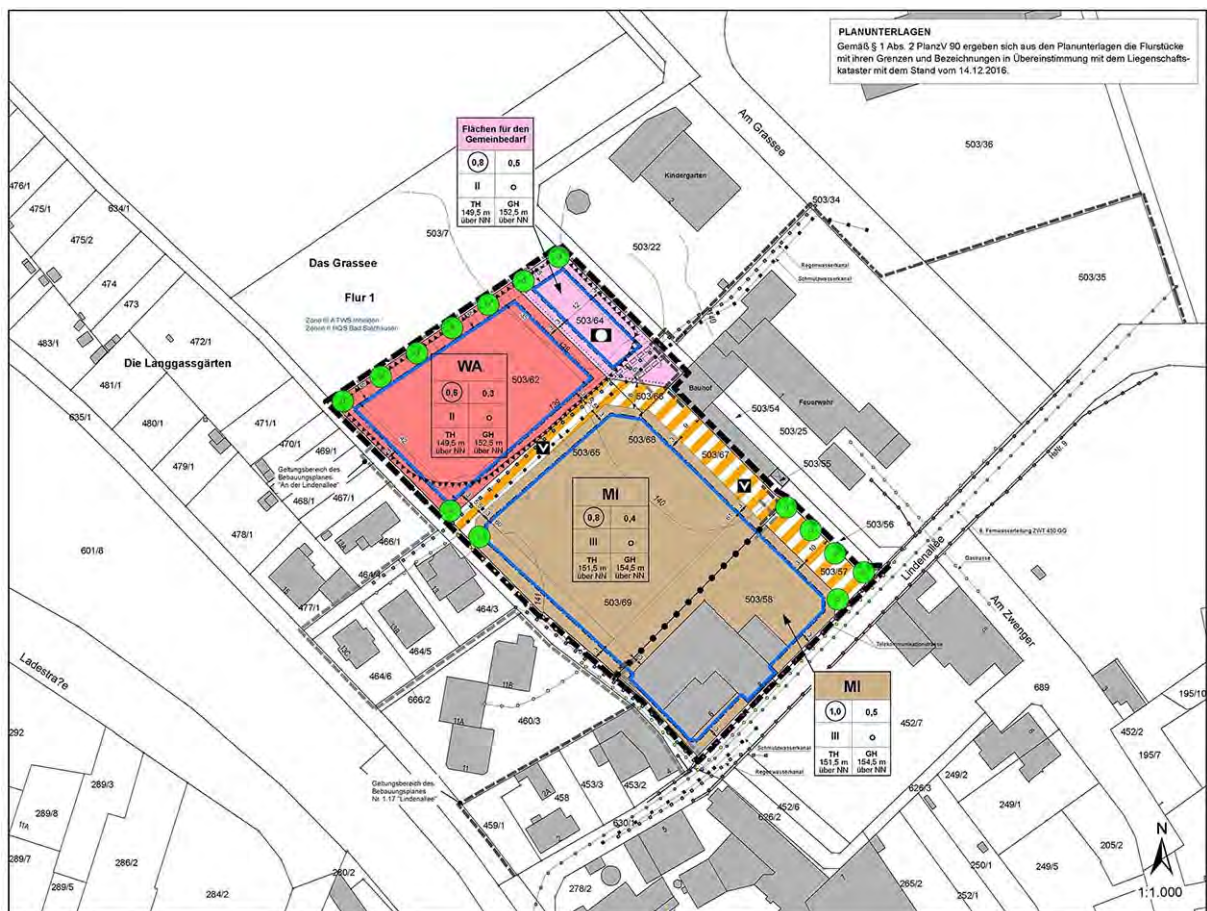 PLANUNTERLAGEN
Gemäß § 1 Abs. 2 PlanzV 90 ergeben sich aus den Planunterlagen die Flurstücke
mit ihren Grenzen und Bezeichnungen in Übereinstimmung mit dem Liegenschafts-
kataster mit dem Stand vom 14.12.2016.
Am Grassee
503/36
Flächen für den
Gemeinbedarf
0,8 0,5
II o
TH GH
149,5 m 152,5 m
über NN über NN
Kindergarten
476/1
475/1
634/1
475/2
503/34
503/7
503/22
474
473
Das Grassee
Flur 1
Regenwasserkanal
Schmutzwasserkanal
503/35
483/1
472/1
503/64
12
Die Langgassgärten
481/1
WA
503/62
0,3
II o
TH GH
149,5 m 152,5 m
über NN über NN
635/1
480/1
471/1
470/1
469/1
503/66
Bauhof
Feuerwehr
503/54
503/25
479/1
Geltungsbereich des
Bebauungsplanes
"An der Lindenallee"
468/1
467/1
503/65
503/68
503/67
503/55
478/1
466/1
MI
0,8 0,4
III o
TH GH
151,5 m 154,5 m
über NN über NN
140
503/56
601/8
464/4
503/57
Lindenallee
477/1
464/3
141
503/69
503/58
Am Zwenger
464/5
464/6
666/2
Ladestra?e
11B
11A
11
460/3
MI
1,0 0,5
III o
TH GH
151,5 m 154,5 m
über NN über NN
689
195/10
452/7
452/2
195/7
292
289/3
Geltungsbereich des
Bebauungsplanes
Nr. 1.17 "Lindenallee"
453/3
453/2
458
Schmutzwasserkanal
Regenwasserkanal
249/2
626/3
249/1
289/8
11A
459/1
630/1
452/6
626/2
289/7
286/2
250/1
249/5
205/2
289/5
284/2
260/2
278/2
265/2
252/1
N
1:1.000